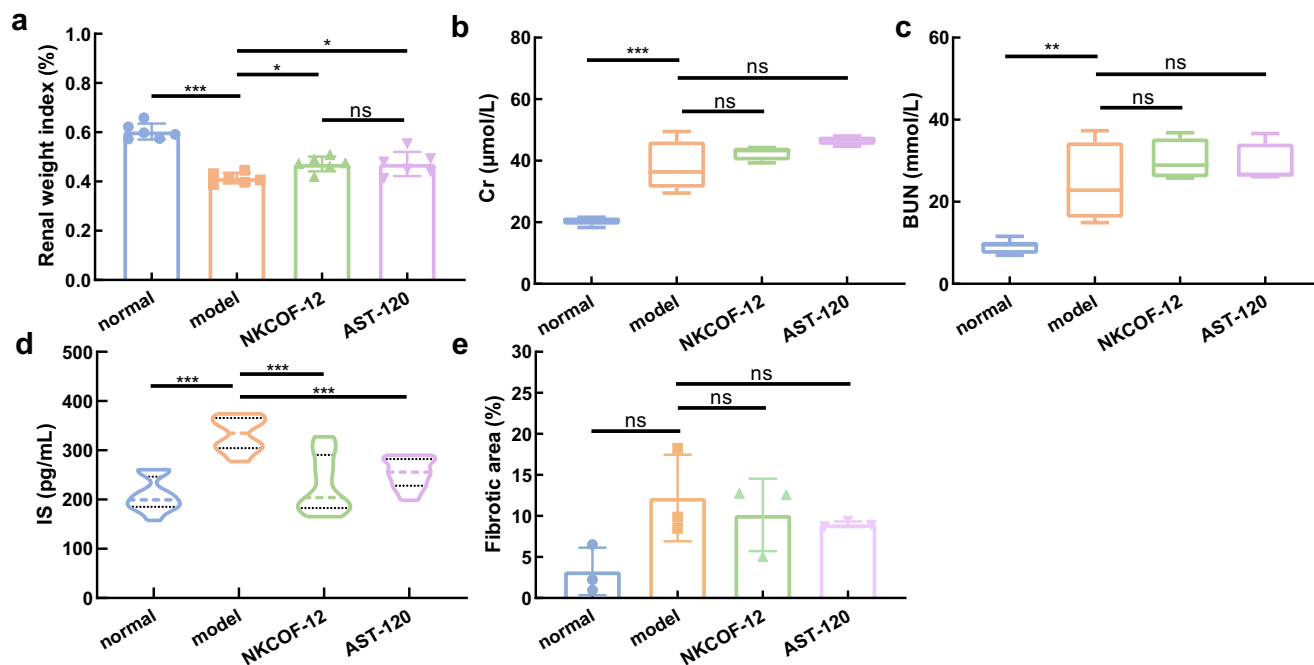 a
Renal weight index (%)
1.0
0.8
0.6
0.4
0.2
0.0
***
*
*
ns
normal
model
NKCOF-12
AST-120
b
Cr (μmol/L)
80
60
40
20
0
***
ns
ns
normal
model
NKCOF-12
AST-120
c
BUN (mmol/L)
60
40
20
0
**
ns
ns
normal
model
NKCOF-12
AST-120
d
IS (pg/mL)
500
400
300
200
100
0
***
***
***
normal
model
NKCOF-12
AST-120
e
Fibrotic area (%)
30
25
20
15
10
5
0
ns
ns
ns
normal
model
NKCOF-12
AST-120